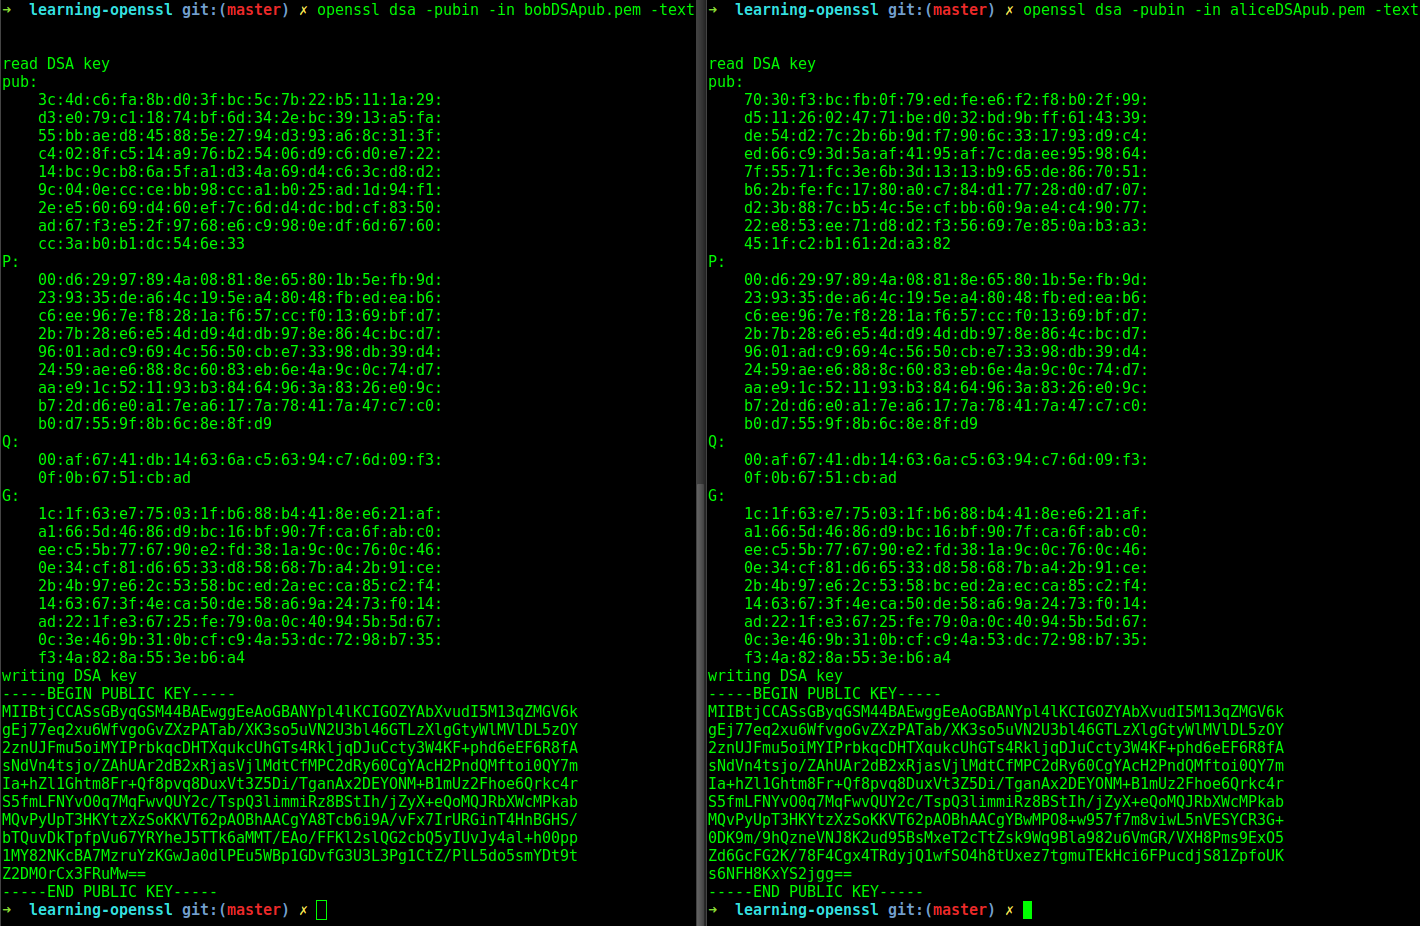 ➜  learning-openssl git:(master) ✗ openssl dsa -pubin -in bobDSApub.pem -text
read DSA key
pub:
    3c:4d:c6:fa:8b:d0:3f:bc:5c:7b:22:b5:11:1a:29:
    d3:e0:79:c1:18:74:bf:6d:34:2e:bc:39:13:a5:fa:
    55:bb:ae:d8:45:88:5e:27:94:d3:93:a6:8c:31:3f:
    c4:02:8f:c5:14:a9:76:b2:54:06:d9:c6:d0:e7:22:
    14:bc:9c:b8:6a:5f:a1:d3:4a:69:d4:c6:3c:d8:d2:
    9c:04:0e:cc:ce:bb:98:cc:a1:b0:25:ad:1d:94:f1:
    2e:e5:60:69:d4:60:ef:7c:6d:d4:dc:bd:cf:83:50:
    ad:67:f3:e5:2f:97:68:e6:c9:98:0e:df:6d:67:60:
    cc:3a:b0:b1:dc:54:6e:33
P:
    00:d6:29:97:89:4a:08:81:8e:65:80:1b:5e:fb:9d:
    23:93:35:de:a6:4c:19:5e:a4:80:48:fb:ed:ea:b6:
    c6:ee:96:7e:f8:28:1a:f6:57:cc:f0:13:69:bf:d7:
    2b:7b:28:e6:e5:4d:d9:4d:db:97:8e:86:4c:bc:d7:
    96:01:ad:c9:69:4c:56:50:cb:e7:33:98:db:39:d4:
    24:59:ae:e6:88:8c:60:83:eb:6e:4a:9c:0c:74:d7:
    aa:e9:1c:52:11:93:b3:84:64:96:3a:83:26:e0:9c:
    b7:2d:d6:e0:a1:7e:a6:17:7a:78:41:7a:47:c7:c0:
    b0:d7:55:9f:8b:6c:8e:8f:d9
Q:
    00:af:67:41:db:14:63:6a:c5:63:94:c7:6d:09:f3:
    0f:0b:67:51:cb:ad
G:
    1c:1f:63:e7:75:03:1f:b6:88:b4:41:8e:e6:21:af:
    a1:66:5d:46:86:d9:bc:16:bf:90:7f:ca:6f:ab:c0:
    ee:c5:5b:77:67:90:e2:fd:38:1a:9c:0c:76:0c:46:
    0e:34:cf:81:d6:65:33:d8:58:68:7b:a4:2b:91:ce:
    2b:4b:97:e6:2c:53:58:bc:ed:2a:ec:ca:85:c2:f4:
    14:63:67:3f:4e:ca:50:de:58:a6:9a:24:73:f0:14:
    ad:22:1f:e3:67:25:fe:79:0a:0c:40:94:5b:5d:67:
    0c:3e:46:9b:31:0b:cf:c9:4a:53:dc:72:98:b7:35:
    f3:4a:82:8a:55:3e:b6:a4
writing DSA key
-----BEGIN PUBLIC KEY-----
MIIBtjCCASsGByqGSM44BAEwggEeAoGBANYpl4lKCIGOZYAbXvudI5M13qZMGV6k
gEj77eq2xu6WfvgoGvZXzPATab/XK3so5uVN2U3bl46GTLzXlgGtyWlMVlDL5zOY
2znUJFmu5oiMYIPrbkqcDHTXqukcUhGTs4RkljqDJuCcty3W4KF+phd6eEF6R8fA
sNdVn4tsjo/ZAhUAr2dB2xRjasVjlMdtCfMPC2dRy60CgYAcH2PndQMftoi0QY7m
Ia+hZl1Ghtm8Fr+Qf8pvq8DuxVt3Z5Di/TganAx2DEYONM+B1mUz2Fhoe6Qrkc4r
S5fmLFNYvO0q7MqFwvQUY2c/TspQ3limmiRz8BStIh/jZyX+eQoMQJRbXWcMPkab
MQvPyUpT3HKYtzXzSoKKVT62pAOBhAACgYA8Tcb6i9A/vFx7IrURGinT4HnBGHS/
bTQuvDkTpfpVu67YRYheJ5TTk6aMMT/EAo/FFKl2slQG2cbQ5yIUvJy4al+h00pp
1MY82NKcBA7MzruYzKGwJa0dlPEu5WBp1GDvfG3U3L3Pg1CtZ/PlL5do5smYDt9t
Z2DMOrCx3FRuMw==
-----END PUBLIC KEY-----
➜  learning-openssl git:(master) ✗
➜  learning-openssl git:(master) ✗ openssl dsa -pubin -in aliceDSApub.pem -text
read DSA key
pub:
    70:30:f3:bc:fb:0f:79:ed:fe:e6:f2:f8:b0:2f:99:
    d5:11:26:02:47:71:be:d0:32:bd:9b:ff:61:43:39:
    de:54:d2:7c:2b:6b:9d:f7:90:6c:33:17:93:d9:c4:
    ed:66:c9:3d:5a:af:41:95:af:7c:da:ee:95:98:64:
    7f:55:71:fc:3e:6b:3d:13:13:b9:65:de:86:70:51:
    b6:2b:fe:fc:17:80:a0:c7:84:d1:77:28:d0:d7:07:
    d2:3b:88:7c:b5:4c:5e:cf:bb:60:9a:e4:c4:90:77:
    22:e8:53:ee:71:d8:d2:f3:56:69:7e:85:0a:b3:a3:
    45:1f:c2:b1:61:2d:a3:82
P:
    00:d6:29:97:89:4a:08:81:8e:65:80:1b:5e:fb:9d:
    23:93:35:de:a6:4c:19:5e:a4:80:48:fb:ed:ea:b6:
    c6:ee:96:7e:f8:28:1a:f6:57:cc:f0:13:69:bf:d7:
    2b:7b:28:e6:e5:4d:d9:4d:db:97:8e:86:4c:bc:d7:
    96:01:ad:c9:69:4c:56:50:cb:e7:33:98:db:39:d4:
    24:59:ae:e6:88:8c:60:83:eb:6e:4a:9c:0c:74:d7:
    aa:e9:1c:52:11:93:b3:84:64:96:3a:83:26:e0:9c:
    b7:2d:d6:e0:a1:7e:a6:17:7a:78:41:7a:47:c7:c0:
    b0:d7:55:9f:8b:6c:8e:8f:d9
Q:
    00:af:67:41:db:14:63:6a:c5:63:94:c7:6d:09:f3:
    0f:0b:67:51:cb:ad
G:
    1c:1f:63:e7:75:03:1f:b6:88:b4:41:8e:e6:21:af:
    a1:66:5d:46:86:d9:bc:16:bf:90:7f:ca:6f:ab:c0:
    ee:c5:5b:77:67:90:e2:fd:38:1a:9c:0c:76:0c:46:
    0e:34:cf:81:d6:65:33:d8:58:68:7b:a4:2b:91:ce:
    2b:4b:97:e6:2c:53:58:bc:ed:2a:ec:ca:85:c2:f4:
    14:63:67:3f:4e:ca:50:de:58:a6:9a:24:73:f0:14:
    ad:22:1f:e3:67:25:fe:79:0a:0c:40:94:5b:5d:67:
    0c:3e:46:9b:31:0b:cf:c9:4a:53:dc:72:98:b7:35:
    f3:4a:82:8a:55:3e:b6:a4
writing DSA key
-----BEGIN PUBLIC KEY-----
MIIBtjCCASsGByqGSM44BAEwggEeAoGBANYpl4lKCIGOZYAbXvudI5M13qZMGV6k
gEj77eq2xu6WfvgoGvZXzPATab/XK3so5uVN2U3bl46GTLzXlgGtyWlMVlDL5zOY
2znUJFmu5oiMYIPrbkqcDHTXqukcUhGTs4RkljqDJuCcty3W4KF+phd6eEF6R8fA
sNdVn4tsjo/ZAhUAr2dB2xRjasVjlMdtCfMPC2dRy60CgYAcH2PndQMftoi0QY7m
Ia+hZl1Ghtm8Fr+Qf8pvq8DuxVt3Z5Di/TganAx2DEYONM+B1mUz2Fhoe6Qrkc4r
S5fmLFNYvO0q7MqFwvQUY2c/TspQ3limmiRz8BStIh/jZyX+eQoMQJRbXWcMPkab
MQvPyUpT3HKYtzXzSoKKVT62pAOBhAACgYBwMPO8+w957f7m8viwL5nVESYCR3G+
0DK9m/9hQzneVNJ8K2ud95BsMxeT2cTtZsk9Wq9Bla982u6VmGR/VXH8Pms9ExO5
Zd6GcFG2K/78F4Cgx4TRdyjQ1wfSO4h8tUxez7tgmuTEkHci6FPucdjS81ZpfoUK
s6NFH8KxYS2jgg==
-----END PUBLIC KEY-----
➜  learning-openssl git:(master) ✗